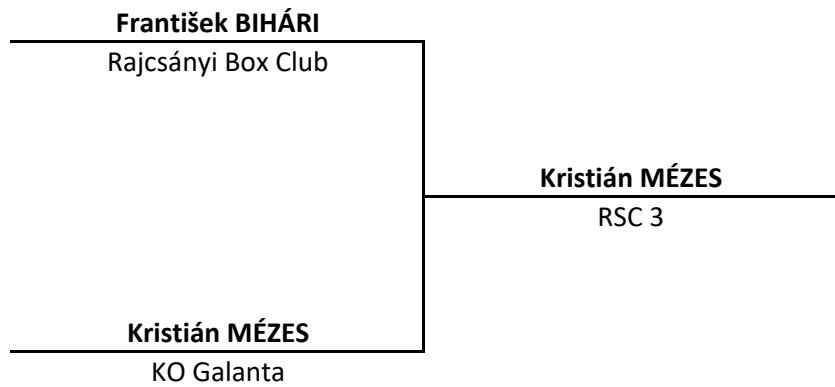 František BIHÁRI
Rajcsányi Box Club
Kristián MÉZES
RSC 3
Kristián MÉZES
KO Galanta